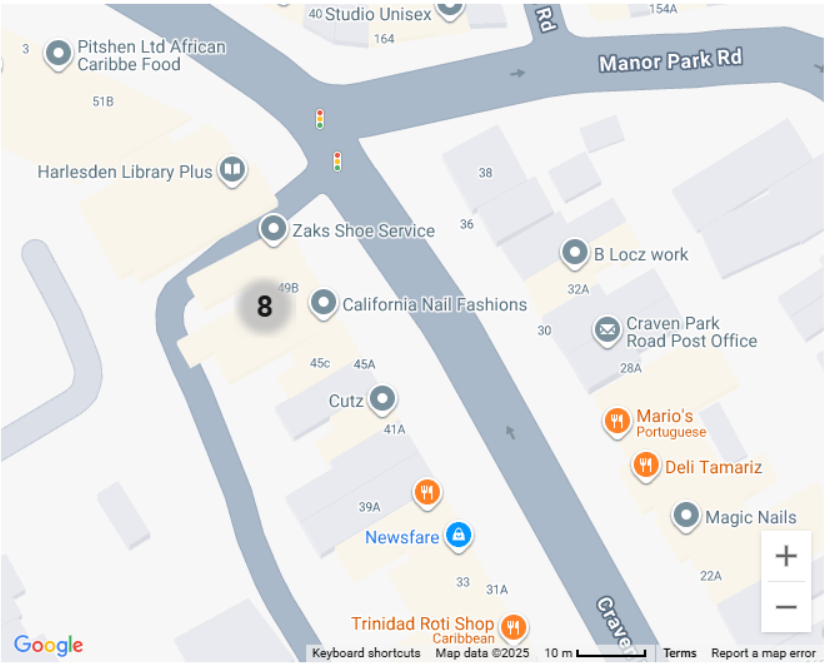 40
Studio Unisex
164
Rd
154A
3
Pitshen Ltd African
Caribbe Food
Manor Park Rd
51B
Harlesden Library Plus
38
36
Zaks Shoe Service
B Locz work
49B
8
32A
California Nail Fashions
30
Craven Park
Road Post Office
45c
45A
28A
Cutz
Mario's
Portuguese
41A
Deli Tamariz
39A
Magic Nails
Newsfare
+
33
31A
22A
−
Trinidad Roti Shop
Caribbean
Craven
Google
Keyboard shortcuts
Map data ©2025
10 m
Terms
Report a map error